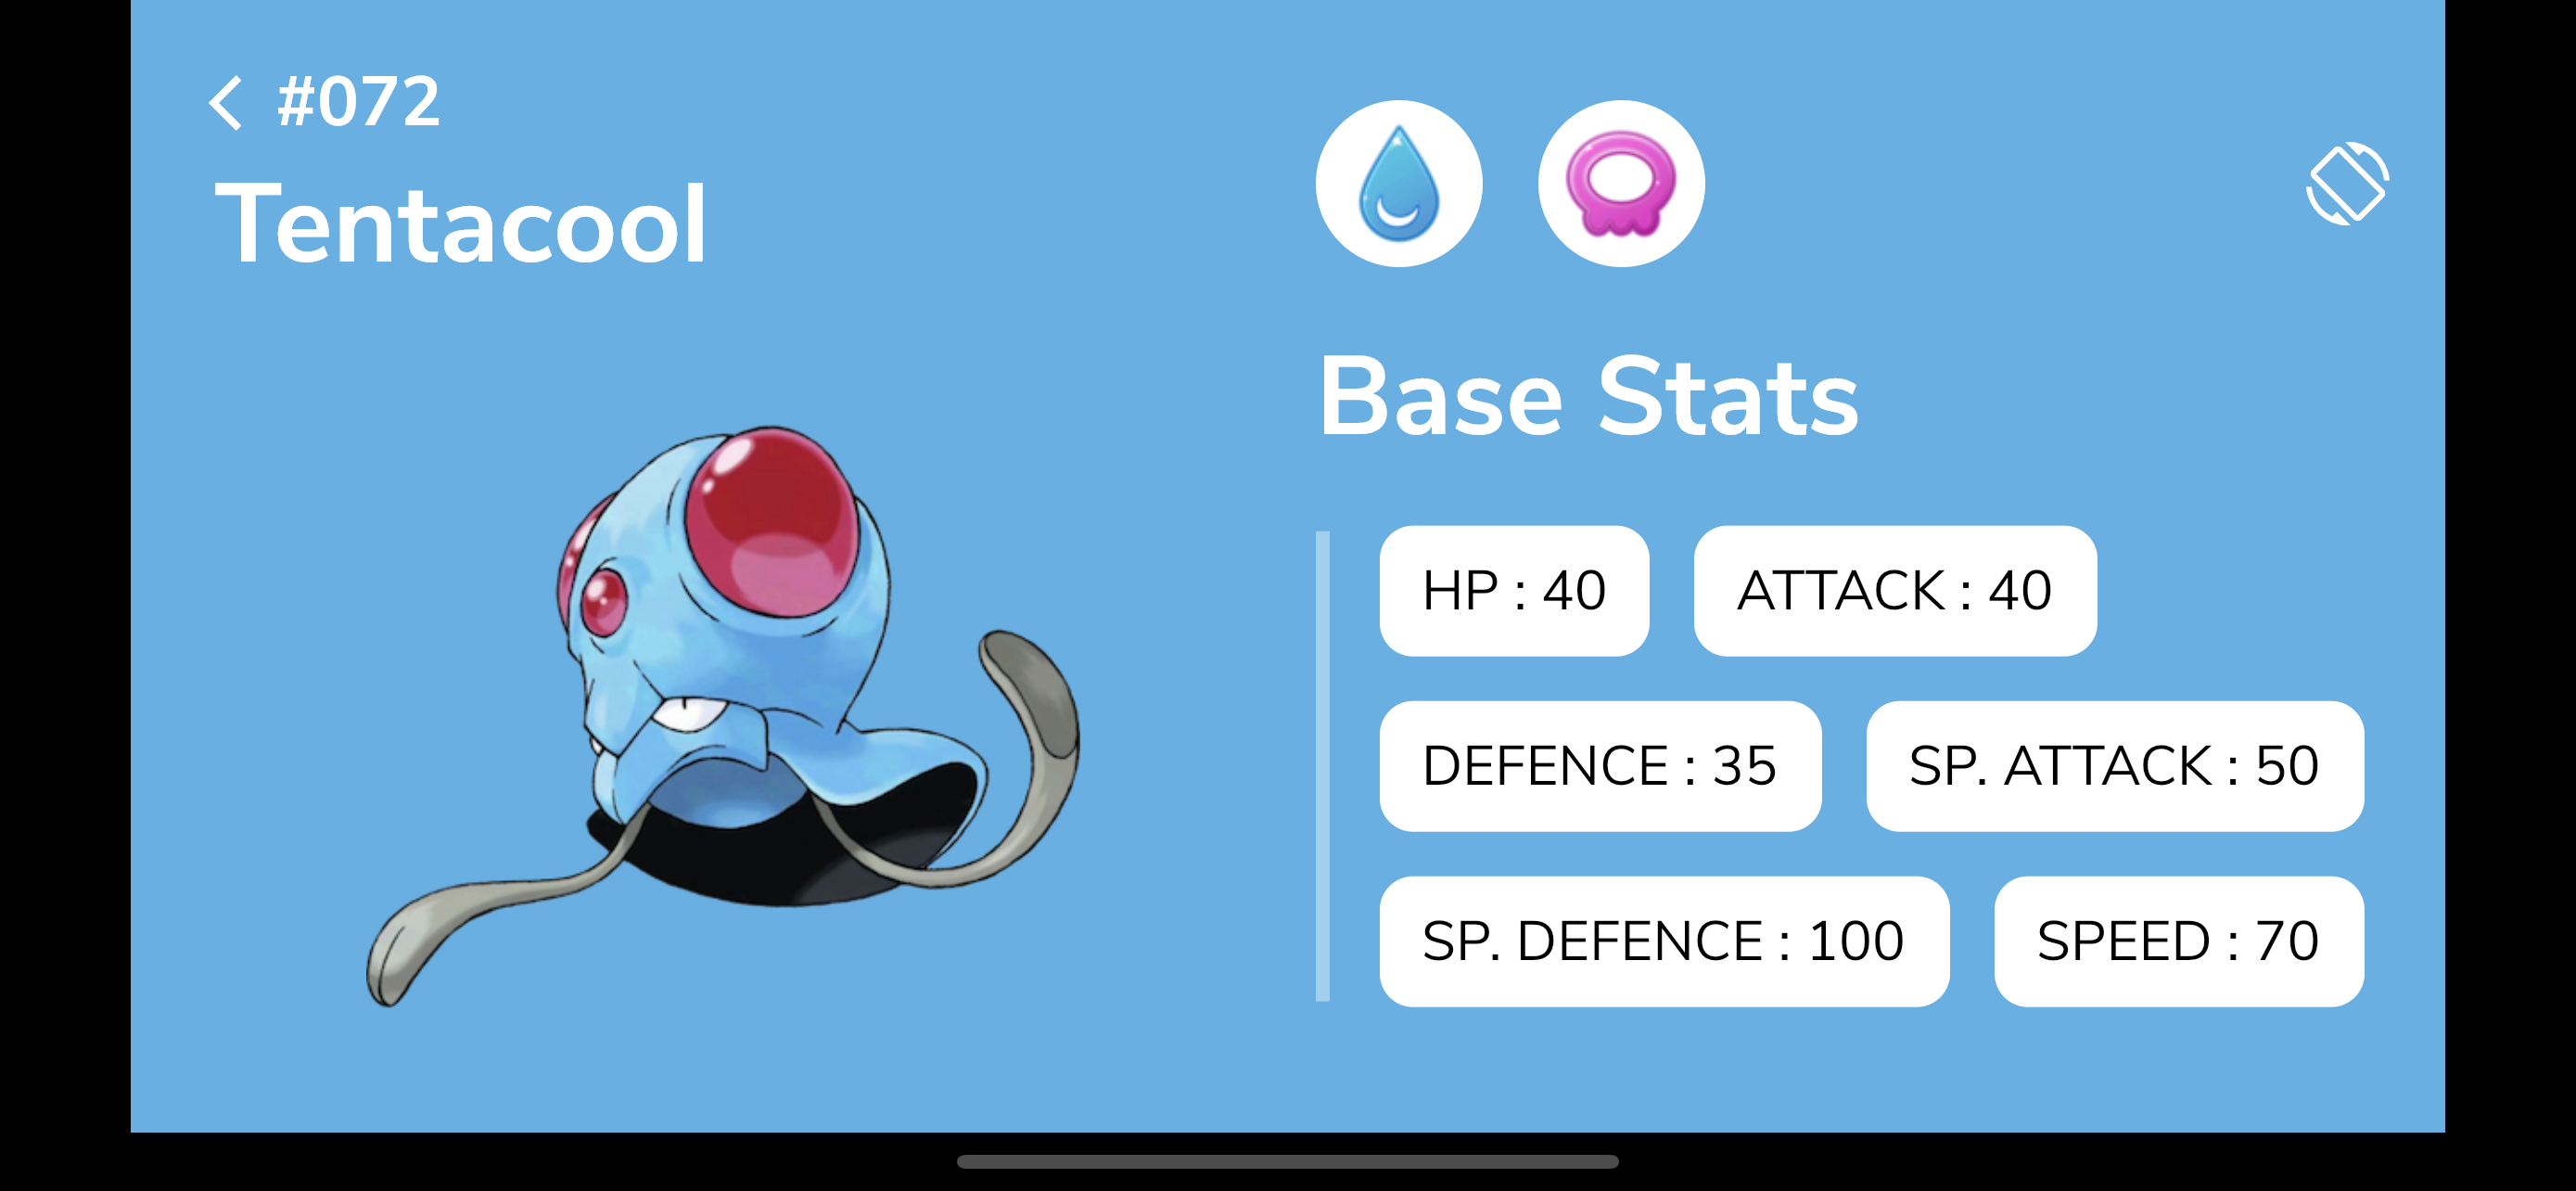 #072
Tentacool
Base Stats
HP : 40
ATTACK : 40
DEFENCE : 35
SP. ATTACK : 50
SP. DEFENCE : 100
SPEED : 70